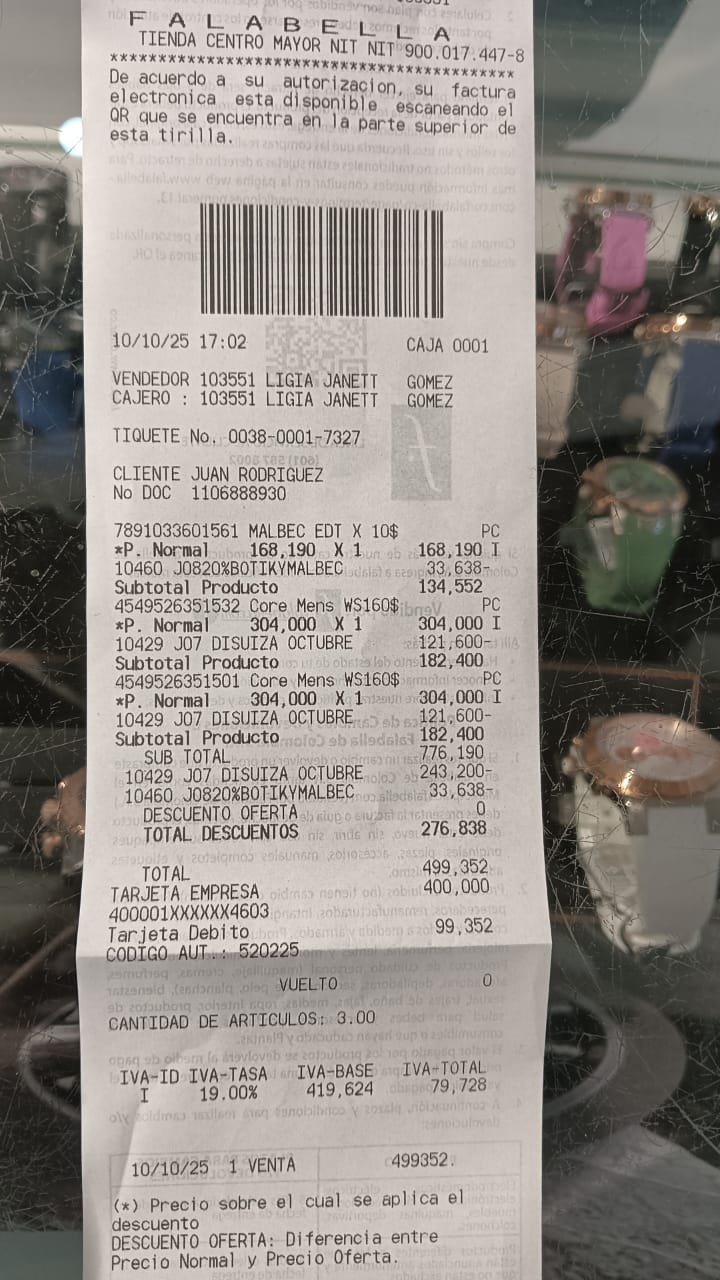 F A L A B E L L A
TIENDA CENTRO MAYOR NIT NIT 900.017.447-8
******************************************
De acuerdo a su autorizacion, su factura
electronica esta disponible escaneando el
QR que se encuentra en la parte superior de
esta tirilla.
10/10/25 17:02 CAJA 0001
VENDEDOR 103551 LIGIA JANETT GOMEZ
CAJERO : 103551 LIGIA JANETT GOMEZ
TIQUETE No. 0038-0001-7327
CLIENTE JUAN RODRIGUEZ
No DOC 1106888930
7891033601561 MALBEC EDT X 10$ PC
*P. Normal 168,190 X 1 168,190 I
10460 J0820%BOTIKYMALBEC 33,638-
Subtotal Producto 134,552
4549526351532 Core Mens WS160$ PC
*P. Normal 304,000 X 1 304,000 I
10429 J07 DISUIZA OCTUBRE 121,600-
Subtotal Producto 182,400
4549526351501 Core Mens WS160$ PC
*P. Normal 304,000 X 1 304,000 I
10429 J07 DISUIZA OCTUBRE 121,600-
Subtotal Producto 182,400
SUB TOTAL 776,190
10429 J07 DISUIZA OCTUBRE 243,200-
10460 J0820%BOTIKYMALBEC 33,638-
DESCUENTO OFERTA 0
TOTAL DESCUENTOS 276,838
TOTAL 499,352
TARJETA EMPRESA 400,000
400001XXXXXX4603
Tarjeta Debito 99,352
CODIGO AUT.: 520225
VUELTO 0
CANTIDAD DE ARTICULOS: 3.00
IVA-ID IVA-TASA IVA-BASE IVA-TOTAL
I 19.00% 419,624 79,728
10/10/25 1 VENTA 499352.
(*) Precio sobre el cual se aplica el
descuento
DESCUENTO OFERTA: Diferencia entre
Precio Normal y Precio Oferta.